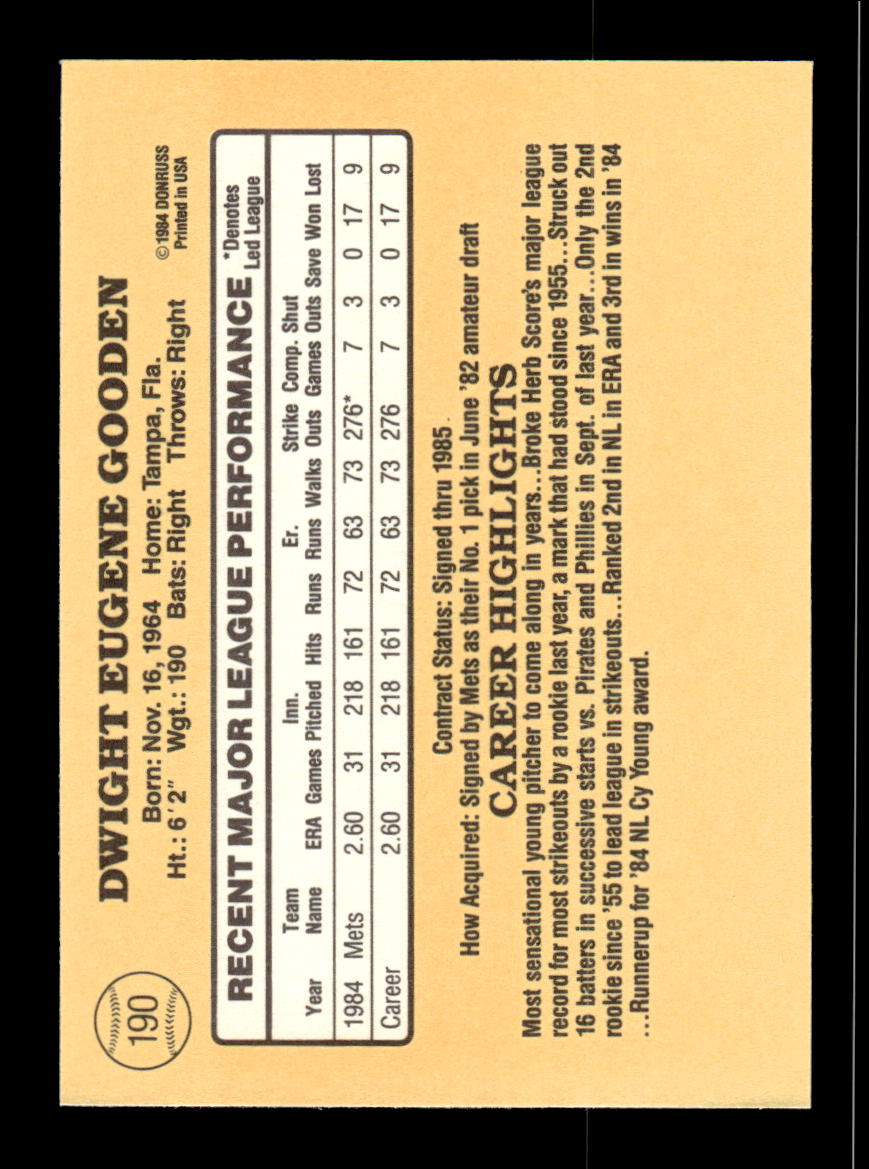 190
DWIGHT EUGENE GOODEN
Born: Nov. 16, 1964 Home: Tampa, Fla.
Ht.: 6'2" Wgt.: 190 Bats: Right Throws: Right
©1984 DONRUSS
Printed in USA
RECENT MAJOR LEAGUE PERFORMANCE
*Denotes
Led League
Team Inn. Er. Strike Comp. Shut
Year Name ERA Games Pitched Hits Runs Runs Walks Outs Games Outs Save Won Lost
1984 Mets 2.60 31 218 161 72 63 73 276* 7 3 0 17 9
Career 2.60 31 218 161 72 63 73 276 7 3 0 17 9
Contract Status: Signed thru 1985
How Acquired: Signed by Mets as their No. 1 pick in June '82 amateur draft
CAREER HIGHLIGHTS
Most sensational young pitcher to come along in years...Broke Herb Score's major league
record for most strikeouts by a rookie last year, a mark that had stood since 1955...Struck out
16 batters in successive starts vs. Pirates and Phillies in Sept. of last year...Only the 2nd
rookie since '55 to lead league in strikeouts...Ranked 2nd in NL in ERA and 3rd in wins in '84
...Runnerup for '84 NL Cy Young award.